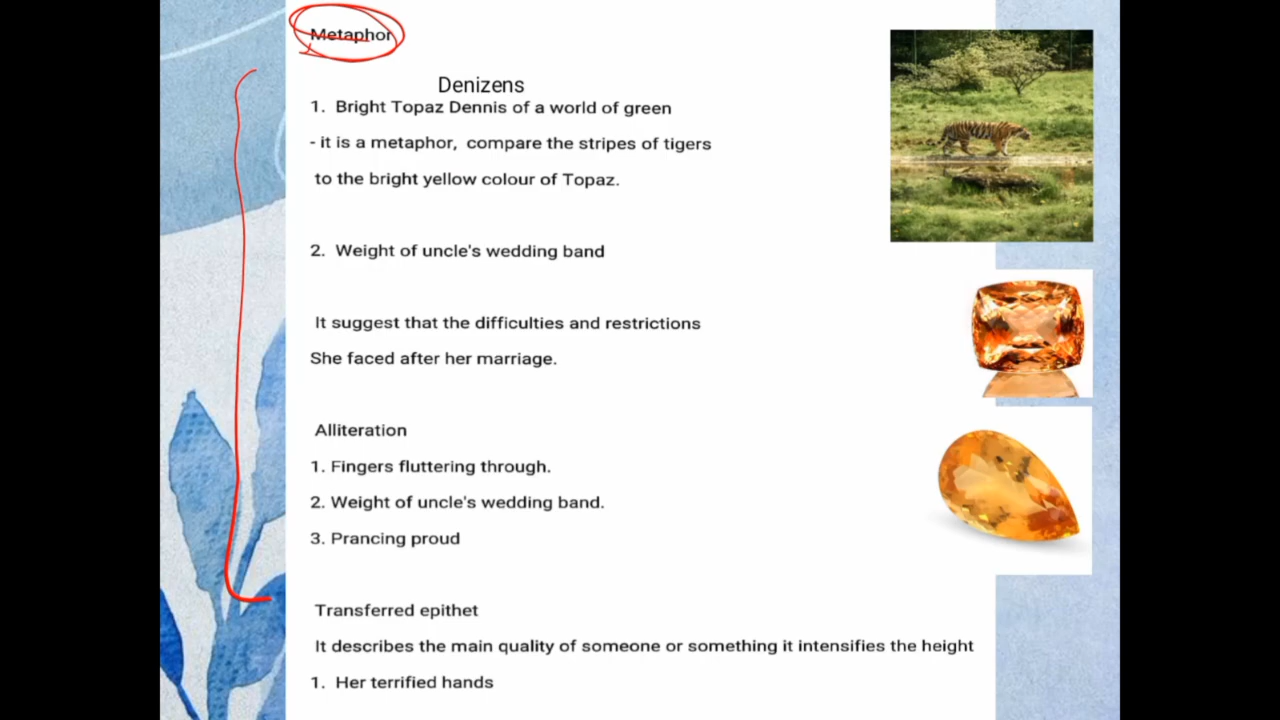 Metaphor
Denizens
1. Bright Topaz Dennis of a world of green
- it is a metaphor, compare the stripes of tigers
to the bright yellow colour of Topaz.
2. Weight of uncle's wedding band
It suggest that the difficulties and restrictions
She faced after her marriage.
Alliteration
1. Fingers fluttering through.
2. Weight of uncle's wedding band.
3. Prancing proud
Transferred epithet
It describes the main quality of someone or something it intensifies the height
1. Her terrified hands